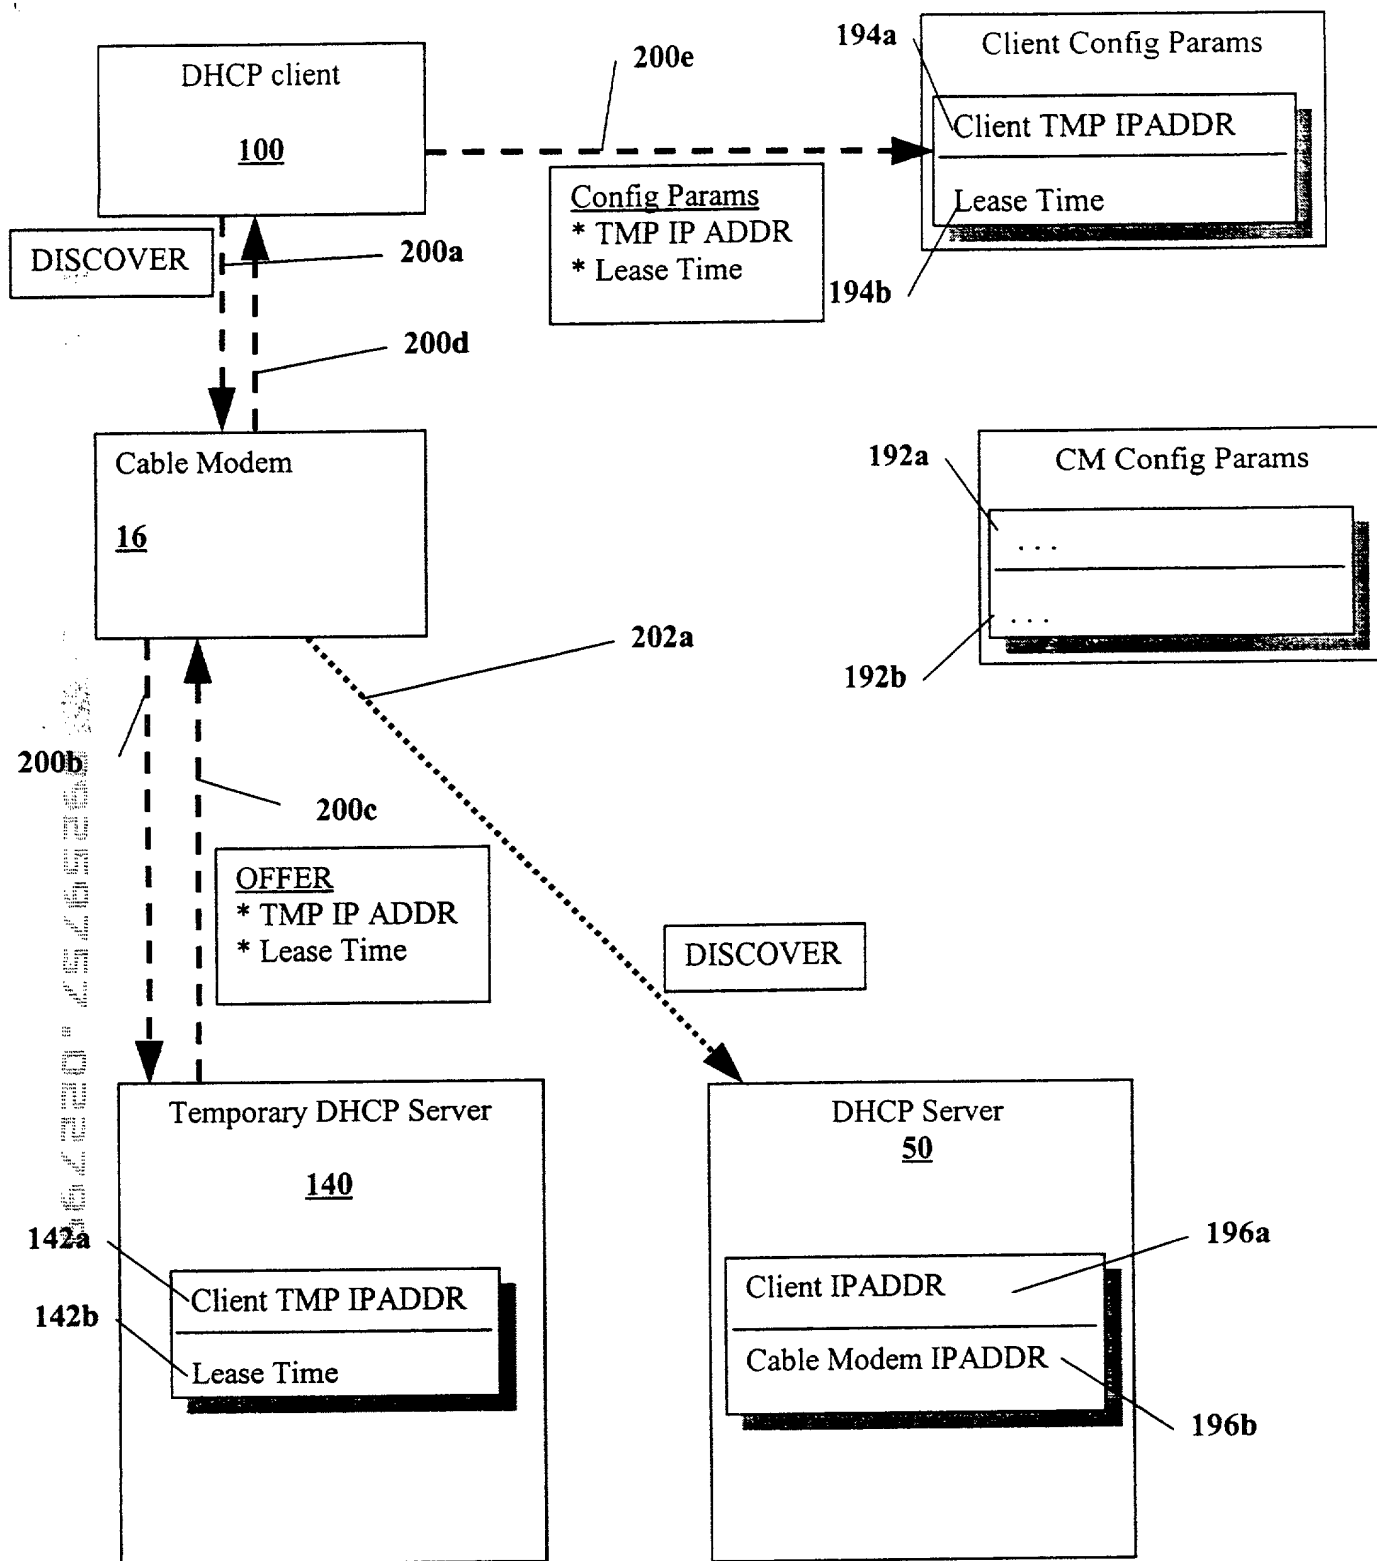 DHCP client
100
200e
194a
Client Config Params
Client TMP IPADDR
Lease Time
194b
Config Params
* TMP IP ADDR
* Lease Time
DISCOVER
200a
200d
Cable Modem
16
192a
CM Config Params
. . .
. . .
192b
202a
200b
200c
OFFER
* TMP IP ADDR
* Lease Time
DISCOVER
Temporary DHCP Server
140
142a
Client TMP IPADDR
142b
Lease Time
DHCP Server
50
196a
Client IPADDR
Cable Modem IPADDR
196b